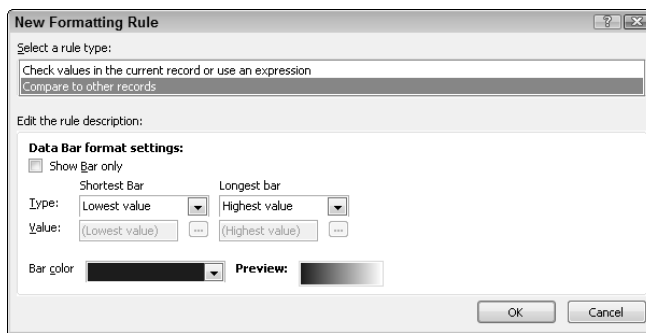 New Formatting Rule
Select a rule type:
Check values in the current record or use an expression
Compare to other records
Edit the rule description:
Data Bar format settings:
Show Bar only
Shortest Bar Longest bar
Type: Lowest value Highest value
Value: (Lowest value) ... (Highest value) ...
Bar color Preview:
OK Cancel